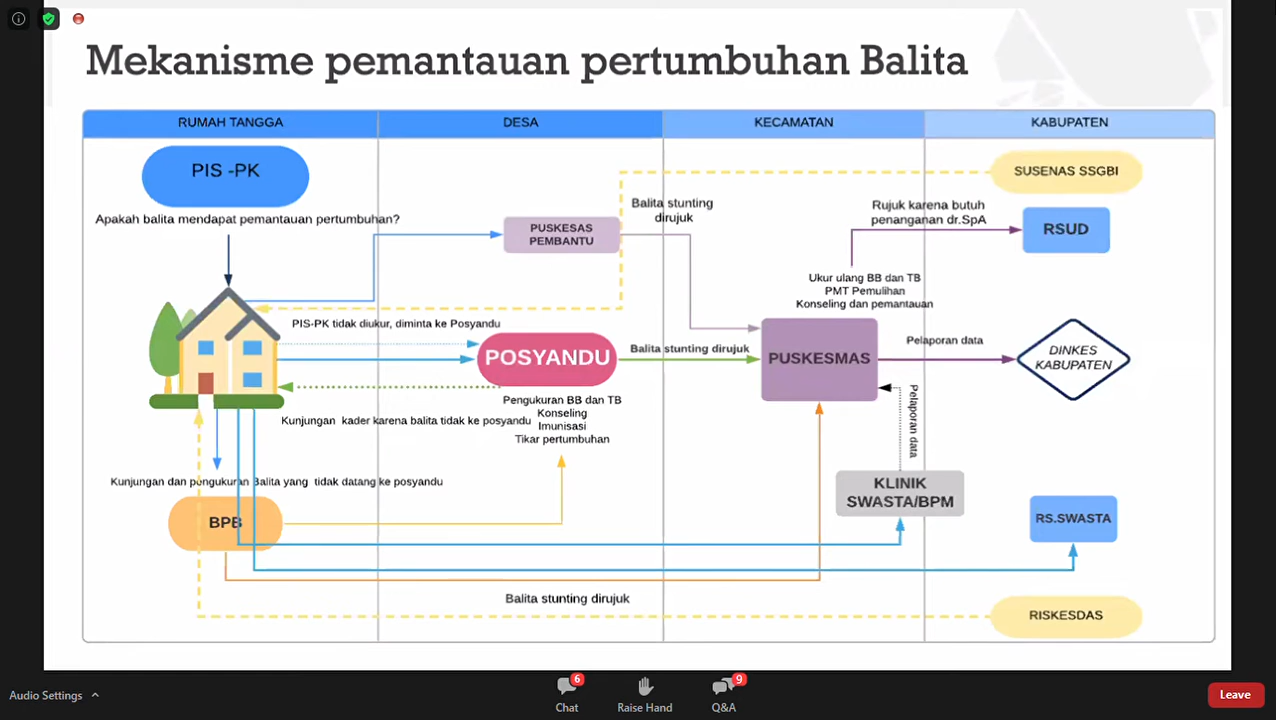 Mekanisme pemantauan pertumbuhan Balita
RUMAH TANGGA
DESA
KECAMATAN
KABUPATEN
PIS -PK
Apakah balita mendapat pemantauan pertumbuhan?
PUSKESAS
PEMBANTU
Balita stunting
dirujuk
Rujuk karena butuh
penanganan dr.SpA
SUSENAS SSGBI
RSUD
Ukur ulang BB dan TB
PMT Pemulihan
Konseling dan pemantauan
PIS-PK tidak diukur, diminta ke Posyandu
POSYANDU
Balita stunting dirujuk
PUSKESMAS
Pelaporan data
DINKES
KABUPATEN
Pengukuran BB dan TB
Konseling
Imunisasi
Tikar pertumbuhan
Kunjungan kader karena balita tidak ke posyandu
Pelaporan data
Kunjungan dan pengukuran Balita yang tidak datang ke posyandu
BPB
KLINIK
SWASTA/BPM
RS.SWASTA
Balita stunting dirujuk
RISKESDAS
Audio Settings
6
Chat
Raise Hand
9
Q&A
Leave